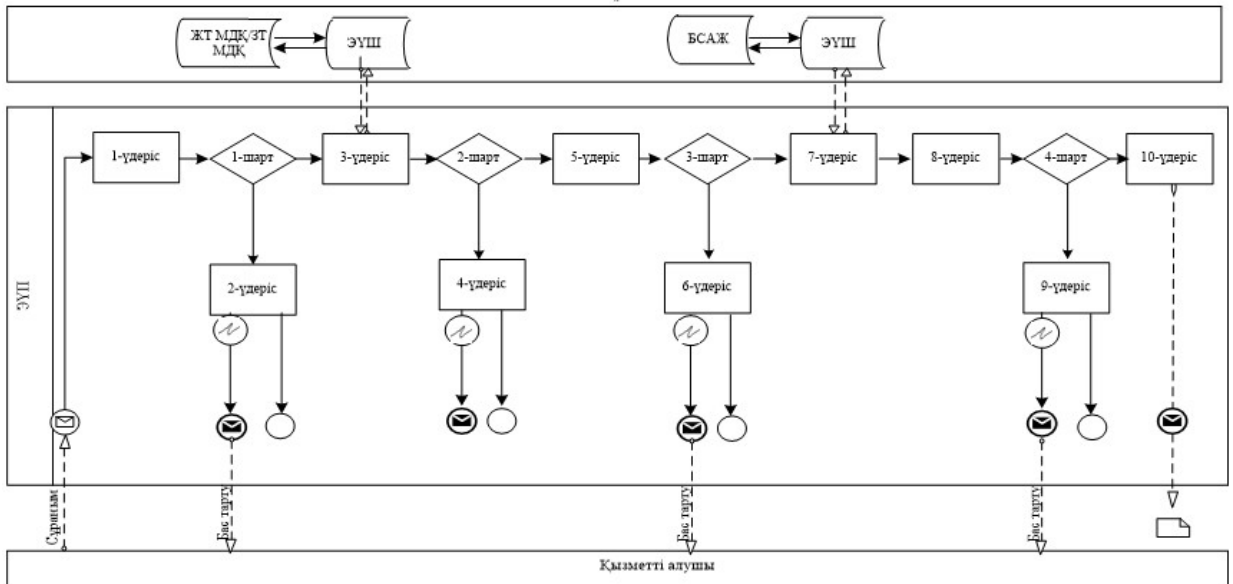 ЖТ МДҚ/ЗТ
МДҚ
ЭҮШ
БСАЖ
ЭҮШ
1-үдеріс
1-шарт
3-үдеріс
2-шарт
5-үдеріс
3-шарт
7-үдеріс
8-үдеріс
4-шарт
10-үдеріс
2-үдеріс
4-үдеріс
6-үдеріс
9-үдеріс
ЭҮП
Сұраным
Бас тарту
Бас тарту
Бас тарту
Қызметті алушы